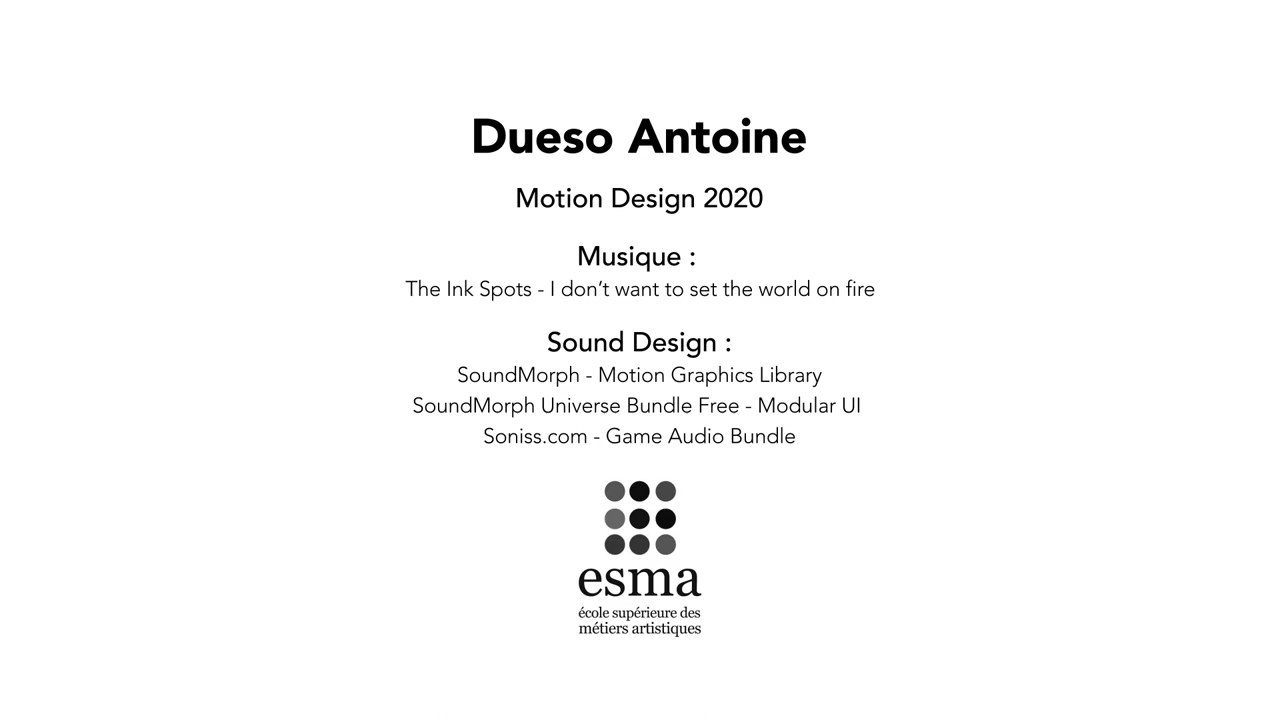 Dueso Antoine
Motion Design 2020
Musique :
The Ink Spots - I don’t want to set the world on fire
Sound Design :
SoundMorph - Motion Graphics Library
SoundMorph Universe Bundle Free - Modular UI
Soniss.com - Game Audio Bundle
esma
école supérieure des
métiers artistiques